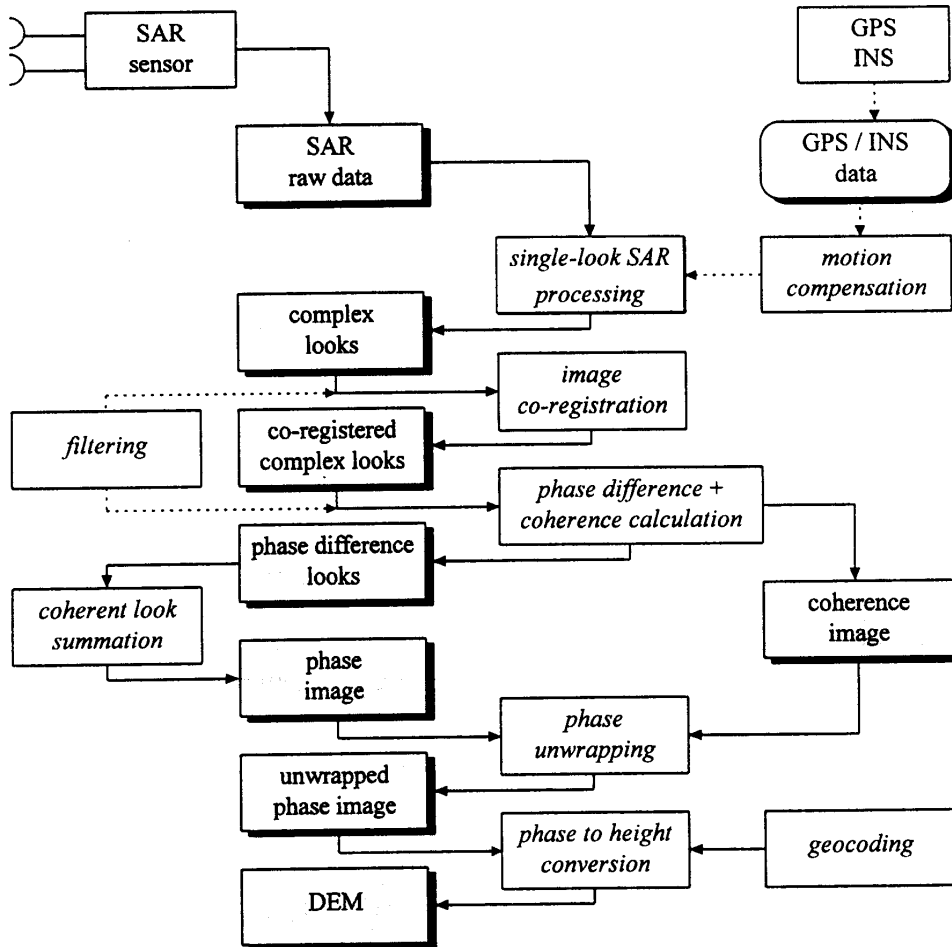 SAR
sensor
GPS
INS
SAR
raw data
GPS / INS
data
single-look SAR
processing
motion
compensation
complex
looks
image
co-registration
filtering
co-registered
complex looks
phase difference +
coherence calculation
phase difference
looks
coherent look
summation
coherence
image
phase
image
phase
unwrapping
unwrapped
phase image
phase to height
conversion
geocoding
DEM